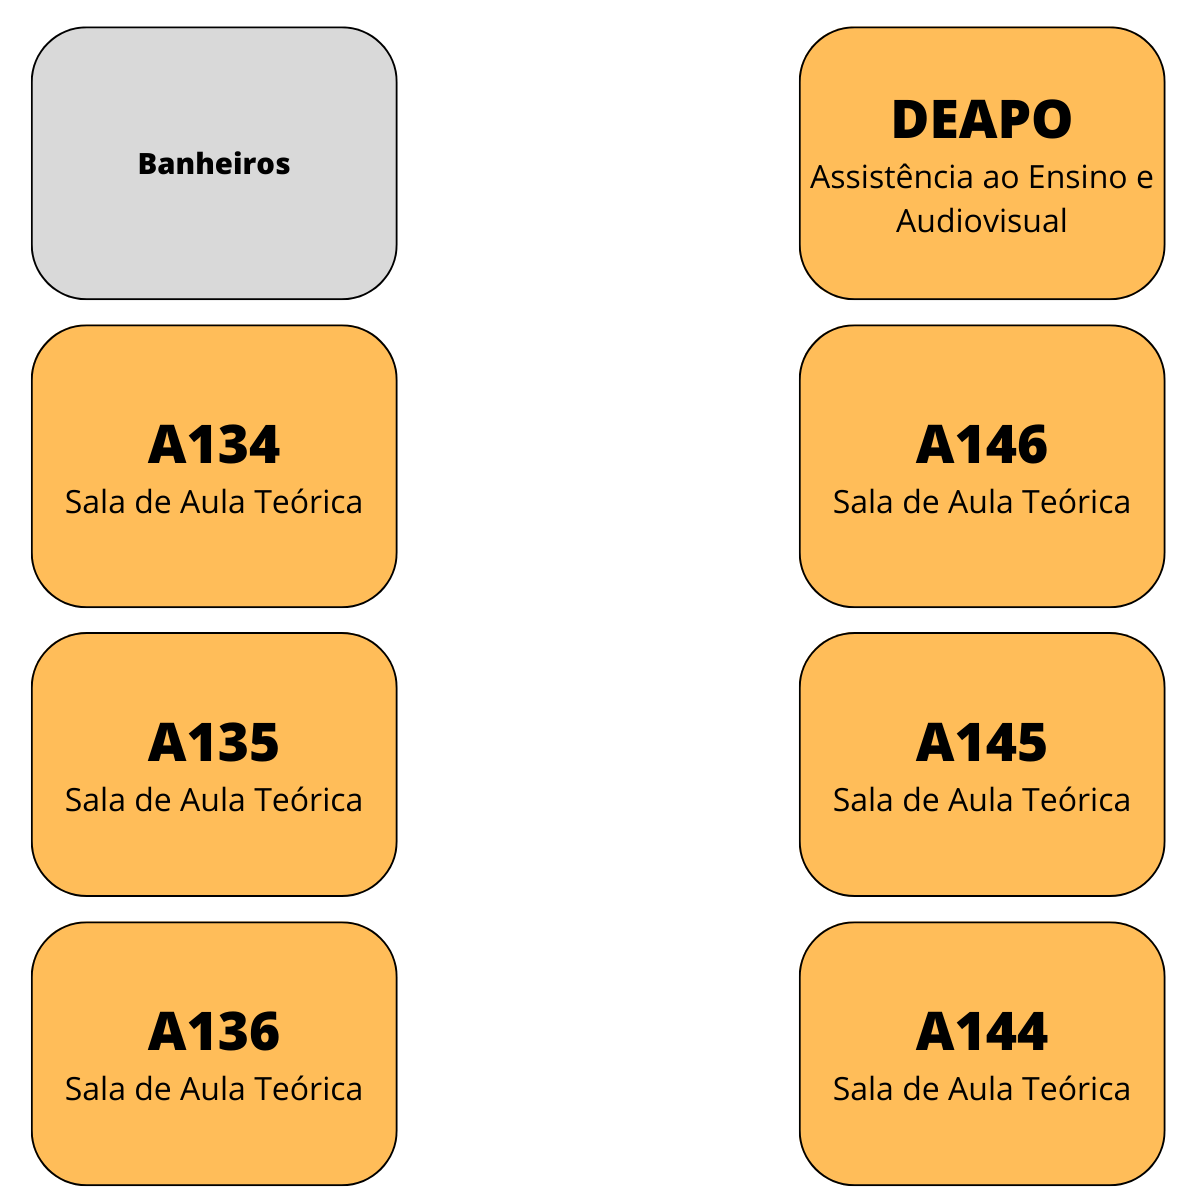 Banheiros
DEAPO
Assistência ao Ensino e
Audiovisual
A134
Sala de Aula Teórica
A146
Sala de Aula Teórica
A135
Sala de Aula Teórica
A145
Sala de Aula Teórica
A136
Sala de Aula Teórica
A144
Sala de Aula Teórica